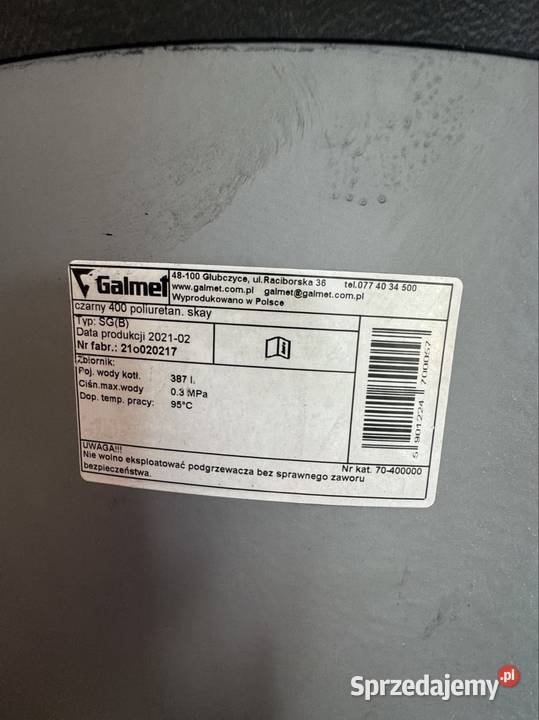 Galmet
48-100 Głubczyce, ul.Raciborska 36 tel.077 40 34 500
www.galmet.com.pl galmet@galmet.com.pl
Wyprodukowano w Polsce
czarny 400 poliuretan. skay
Typ: SG(B)
Data produkcji 2021-02
Nr fabr.: 21o020217
Zbiornik:
Poj. wody kotł. 387 l.
Ciśn.max.wody 0.3 MPa
Dop. temp. pracy: 95°C
5 901224 700057
UWAGA!!!
Nie wolno eksploatować podgrzewacza bez sprawnego zaworu
bezpieczeństwa.
Nr kat. 70-400000
Sprzedajemy.pl